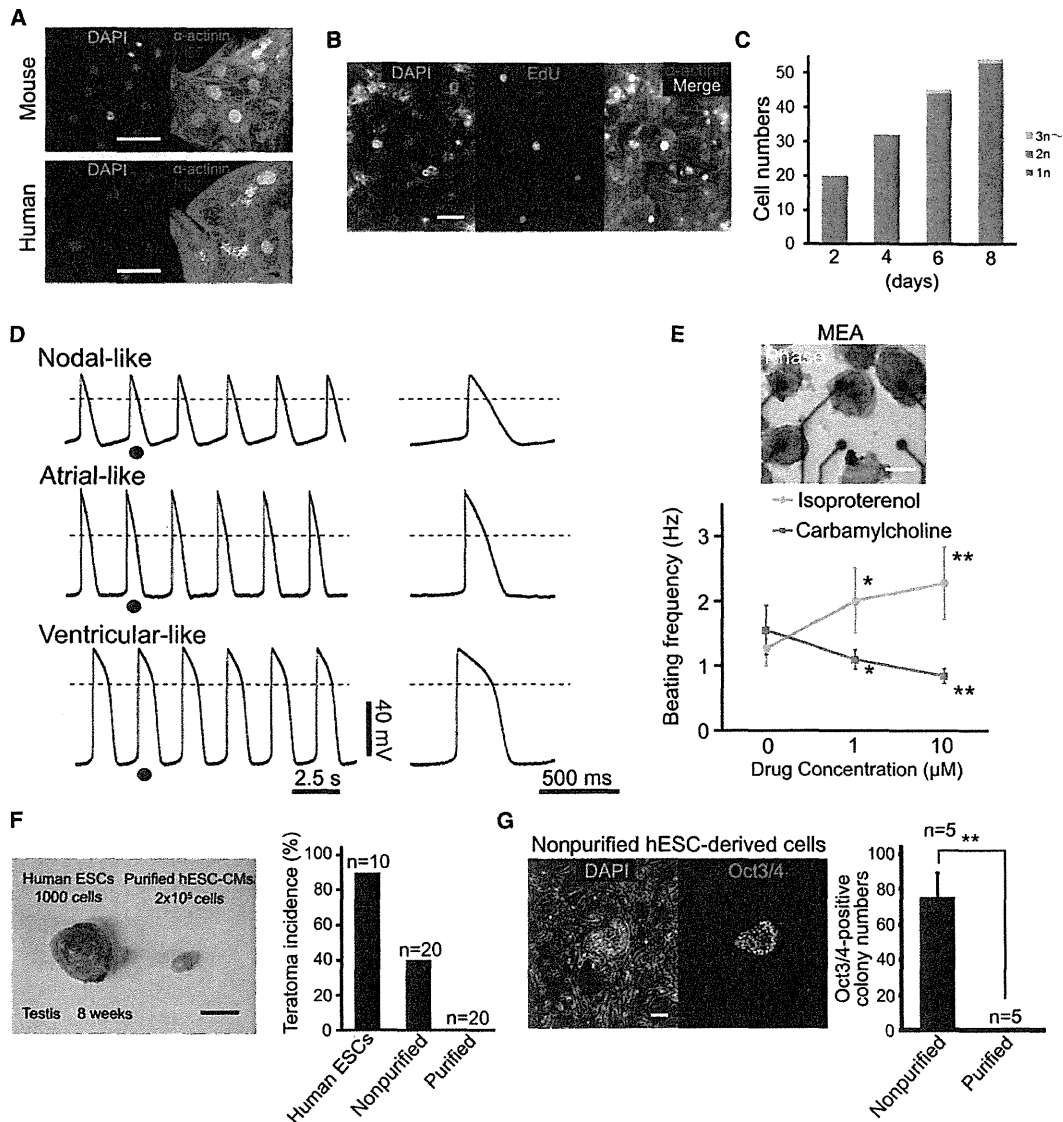 A
Mouse
DAPI
α-actinin
Human
DAPI
α-actinin
B
DAPI
EdU
Merge
C
Cell numbers
50
40
30
20
10
0
2 4 6 8
(days)
3n~
2n
1n
D
Nodal-like
Atrial-like
Ventricular-like
40 mV
2.5 s
500 ms
E
MEA
Phase
Isoproterenol
Carbamylcholine
Beating frequency (Hz)
3
2
1
0
* **
* **
0 1 10
Drug Concentration (µM)
F
Human ESCs
1000 cells
Purified hESC-CMs
2x10⁵ cells
Testis 8 weeks
Teratoma incidence (%)
100
80
60
40
20
0
n=10
n=20
n=20
Human ESCs
Nonpurified
Purified
G
Nonpurified hESC-derived cells
DAPI
Oct3/4
Oct3/4-positive
colony numbers
100
80
60
40
20
0
n=5
**
n=5
Nonpurified
Purified